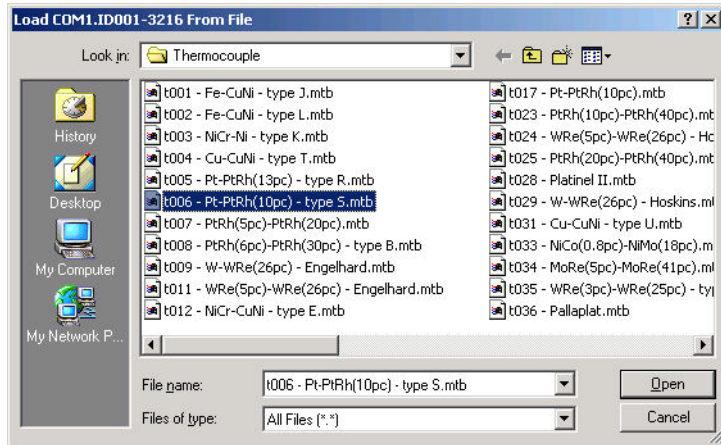 Load COM1.ID001-3216 From File
Look in: Thermocouple
History
Desktop
My Computer
My Network P...
t001 - Fe-CuNi - type J.mtb
t002 - Fe-CuNi - type L.mtb
t003 - NiCr-Ni - type K.mtb
t004 - Cu-CuNi - type T.mtb
t005 - Pt-PtRh(13pc) - type R.mtb
t006 - Pt-PtRh(10pc) - type S.mtb
t007 - PtRh(5pc)-PtRh(20pc).mtb
t008 - PtRh(6pc)-PtRh(30pc) - type B.mtb
t009 - W-WRe(26pc) - Engelhard.mtb
t011 - WRe(5pc)-WRe(26pc) - Engelhard.mtb
t012 - NiCr-CuNi - type E.mtb
t017 - Pt-PtRh(10pc).mtb
t023 - PtRh(10pc)-PtRh(40pc).mt
t024 - WRe(5pc)-WRe(26pc) - Hc
t025 - PtRh(20pc)-PtRh(40pc).mt
t028 - Platinel II.mtb
t029 - W-WRe(26pc) - Hoskins.ml
t031 - Cu-CuNi - type U.mtb
t033 - NiCo(0.8pc)-NiMo(18pc).m
t034 - MoRe(5pc)-MoRe(41pc).ml
t035 - WRe(3pc)-WRe(25pc) - typ
t036 - Pallaplat.mtb
File name: t006 - Pt-PtRh(10pc) - type S.mtb Open
Files of type: All Files (*.*) Cancel